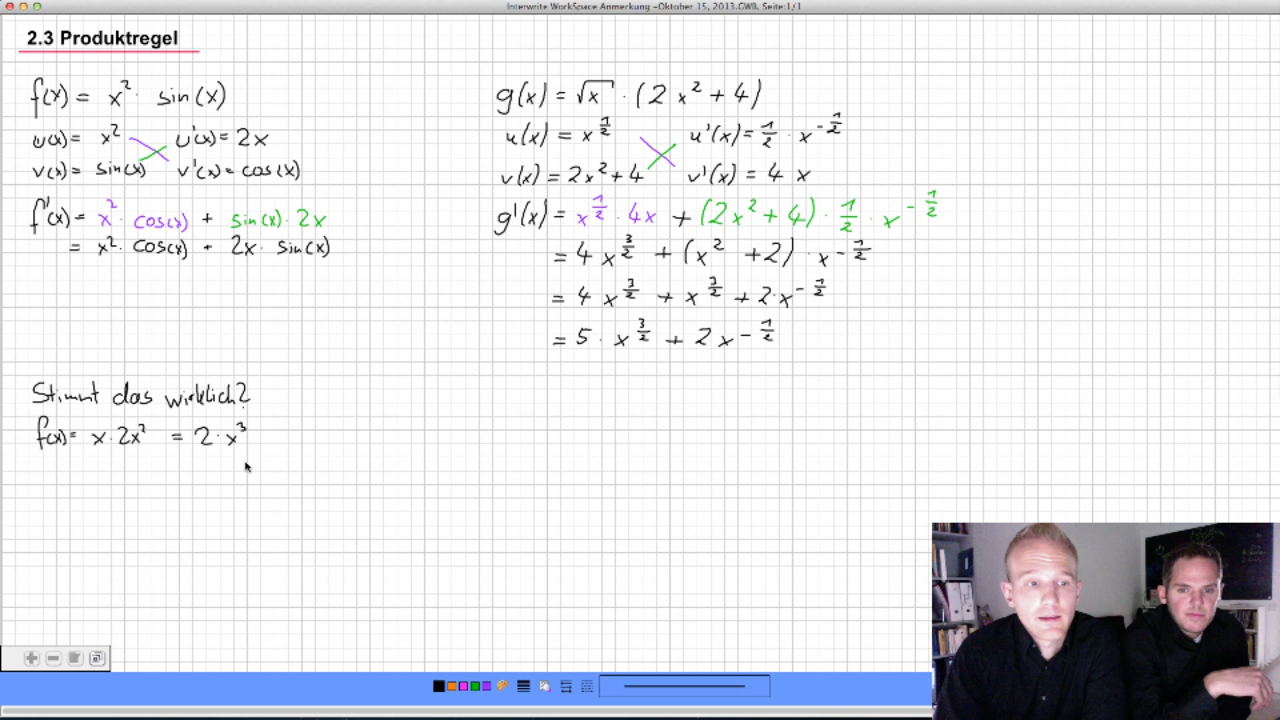 Interwrite WorkSpace Anmerkung –Oktober 15, 2013.GWB, Seite:1/1
2.3 Produktregel
f(x) = x² · sin(x)
u(x) = x² u'(x) = 2x
v(x) = sin(x) v'(x) = cos(x)
f'(x) = x² · cos(x) + sin(x) · 2x
= x² · cos(x) + 2x · sin(x)
Stimmt das wirklich?
f(x) = x · 2x² = 2 · x³
g(x) = √x · (2x² + 4)
u(x) = x^(1/2) u'(x) = 1/2 · x^(-1/2)
v(x) = 2x² + 4 v'(x) = 4x
g'(x) = x^(1/2) · 4x + (2x² + 4) · 1/2 · x^(-1/2)
= 4x^(3/2) + (x² + 2) · x^(-1/2)
= 4x^(3/2) + x^(3/2) + 2 · x^(-1/2)
= 5 · x^(3/2) + 2x^(-1/2)